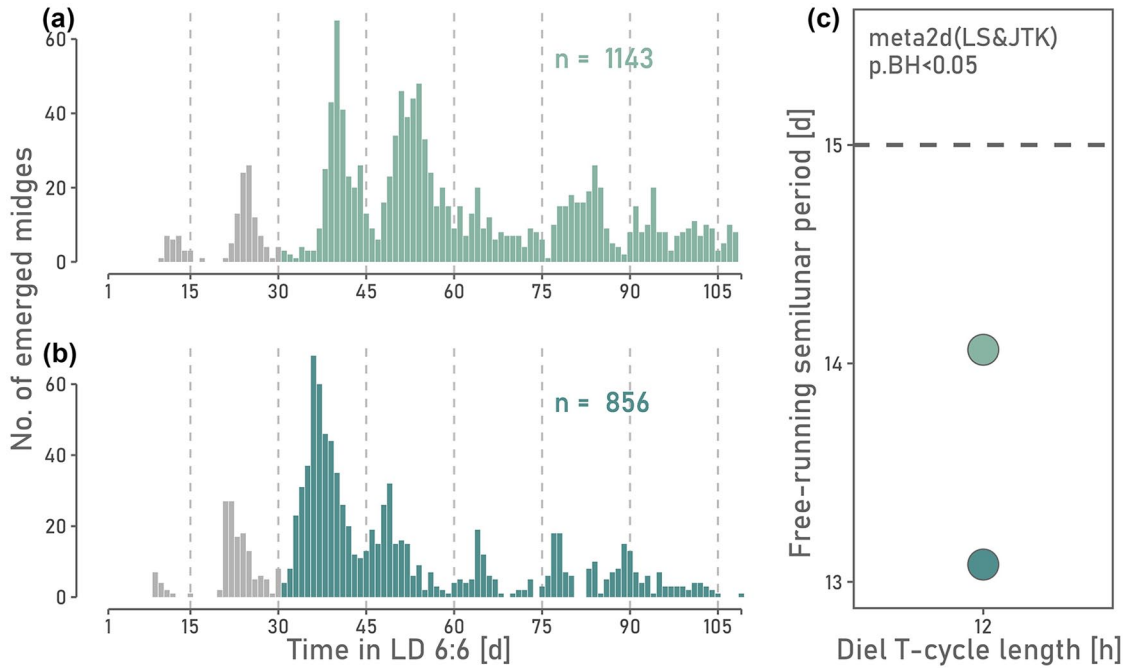 (a)
No. of emerged midges
60
40
20
0
n = 1143
1 15 30 45 60 75 90 105
(b)
60
40
20
0
n = 856
1 15 30 45 60 75 90 105
Time in LD 6:6 [d]
(c)
meta2d(LS&JTK)
p.BH<0.05
Free-running semilunar period [d]
15
14
13
12
Diel T-cycle length [h]